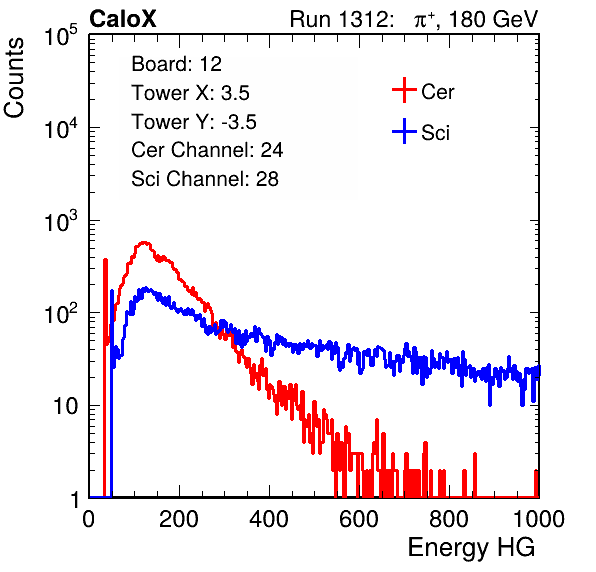 CaloX Run 1312: π⁺, 180 GeV
Counts
10⁵
10⁴
10³
10²
10
1
Board: 12
Tower X: 3.5
Tower Y: -3.5
Cer Channel: 24
Sci Channel: 28
Cer
Sci
0 200 400 600 800 1000
Energy HG